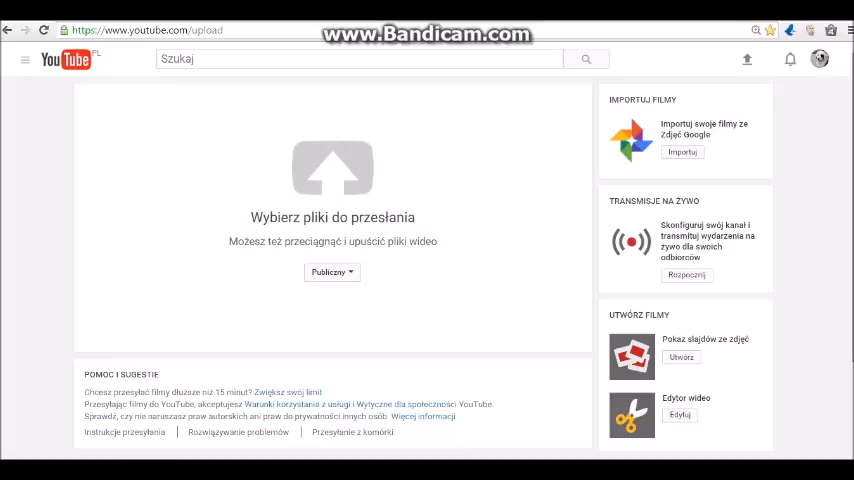 https://www.youtube.com/upload
www.Bandicam.com
YouTube PL
Szukaj
Wybierz pliki do przesłania
Możesz też przeciągnąć i upuścić pliki wideo
Publiczny
POMOC I SUGESTIE
Chcesz przesyłać filmy dłuższe niż 15 minut? Zwiększ swój limit
Przesyłając filmy do YouTube, akceptujesz Warunki korzystania z usługi i Wytyczne dla społeczności YouTube.
Sprawdź, czy nie naruszasz praw autorskich ani praw do prywatności innych osób. Więcej informacji
Instrukcje przesyłania | Rozwiązywanie problemów | Przesyłanie z komórki
IMPORTUJ FILMY
Importuj swoje filmy ze
Zdjęć Google
Importuj
TRANSMISJE NA ŻYWO
Skonfiguruj swój kanał i
transmituj wydarzenia na
żywo dla swoich
odbiorców
Rozpocznij
UTWÓRZ FILMY
Pokaz slajdów ze zdjęć
Utwórz
Edytor wideo
Edytuj